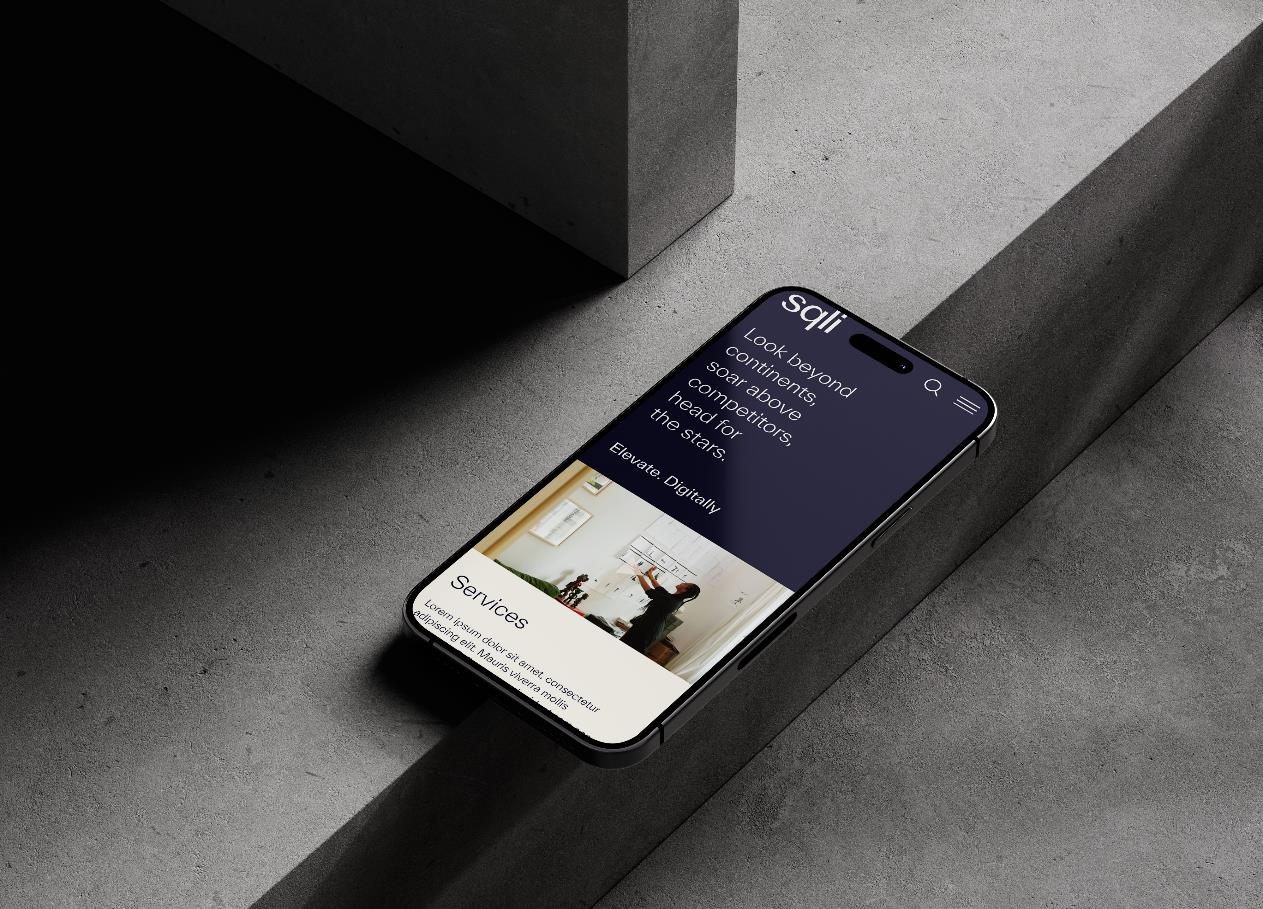 sqli
Look beyond
continents,
soar above
competitors,
head for
the stars.
Elevate. Digitally
Services
Lorem ipsum dolor sit amet, consectetur
adipiscing elit. Mauris viverra mollis